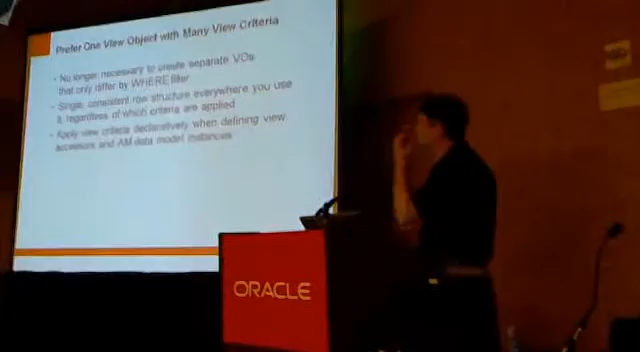 Prefer One View Object with Many View Criteria
• No longer necessary to create separate VOs
that only differ by WHERE filter
• Single, consistent row structure everywhere you use
it regardless of which criteria are applied
• Apply view criteria declaratively when defining view
accessors and AM data model instances
ORACLE